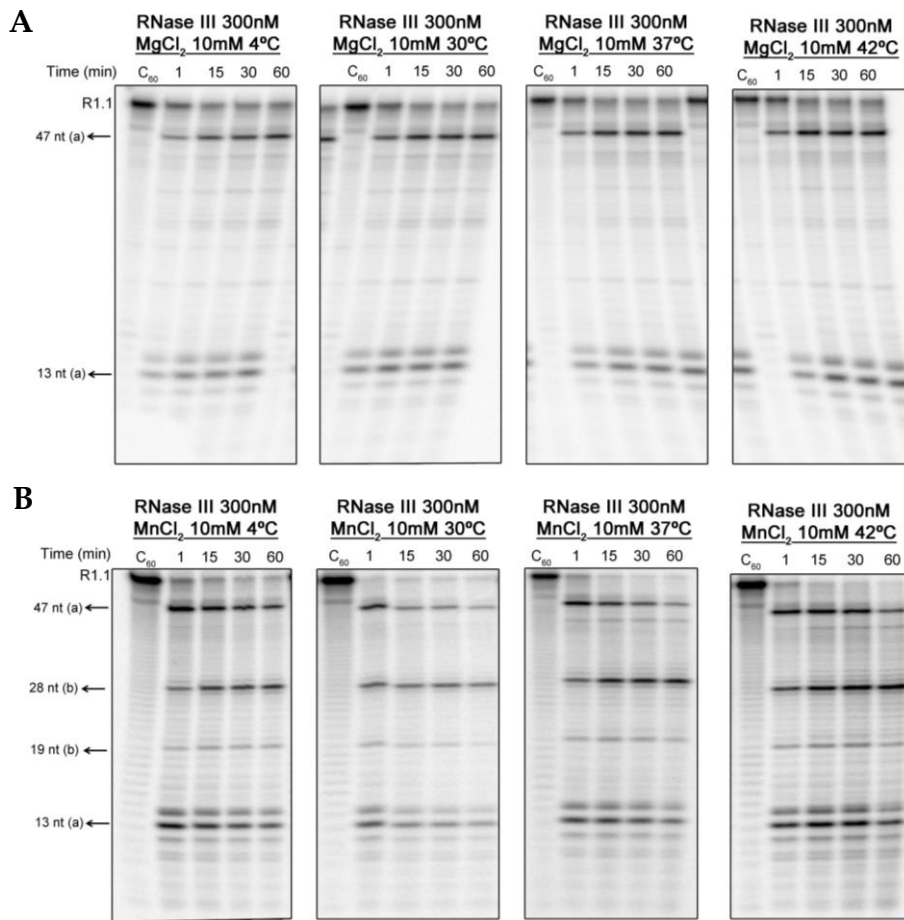 A
RNase III 300nM
MgCl₂ 10mM 4ºC
RNase III 300nM
MgCl₂ 10mM 30ºC
RNase III 300nM
MgCl₂ 10mM 37ºC
RNase III 300nM
MgCl₂ 10mM 42ºC
Time (min) C₆₀ 1 15 30 60 C₆₀ 1 15 30 60 C₆₀ 1 15 30 60 C₆₀ 1 15 30 60
R1.1
47 nt (a)
13 nt (a)
B
RNase III 300nM
MnCl₂ 10mM 4ºC
RNase III 300nM
MnCl₂ 10mM 30ºC
RNase III 300nM
MnCl₂ 10mM 37ºC
RNase III 300nM
MnCl₂ 10mM 42ºC
Time (min) C₆₀ 1 15 30 60 C₆₀ 1 15 30 60 C₆₀ 1 15 30 60 C₆₀ 1 15 30 60
R1.1
47 nt (a)
28 nt (b)
19 nt (b)
13 nt (a)